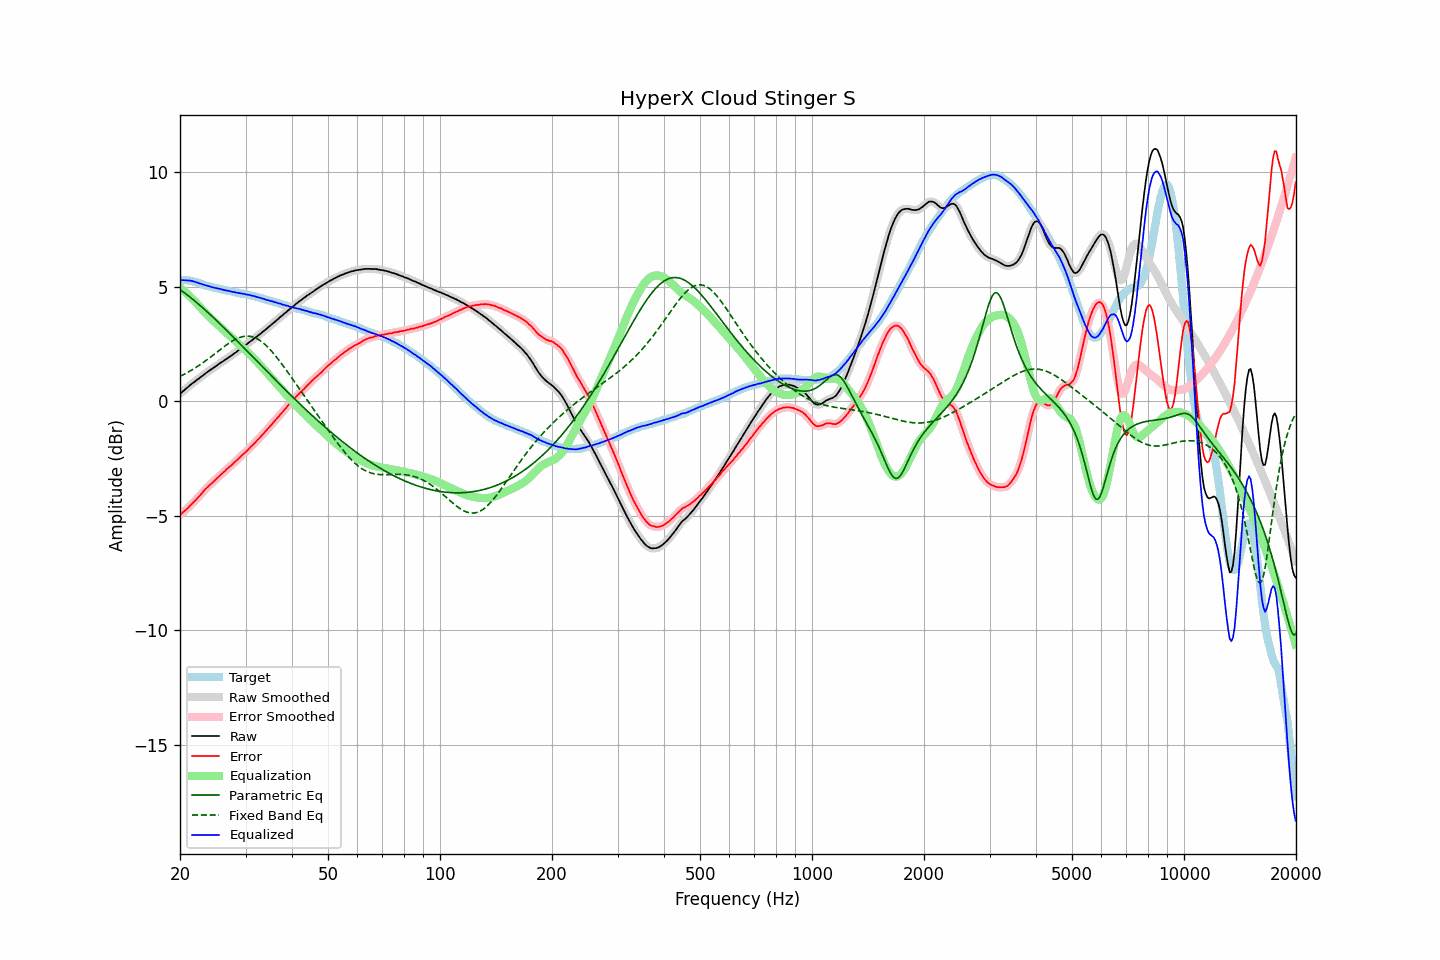 HyperX Cloud Stinger S
Amplitude (dBr)
10
5
0
−5
−10
−15
Target
Raw Smoothed
Error Smoothed
Raw
Error
Equalization
Parametric Eq
Fixed Band Eq
Equalized
20 50 100 200 500 1000 2000 5000 10000 20000
Frequency (Hz)